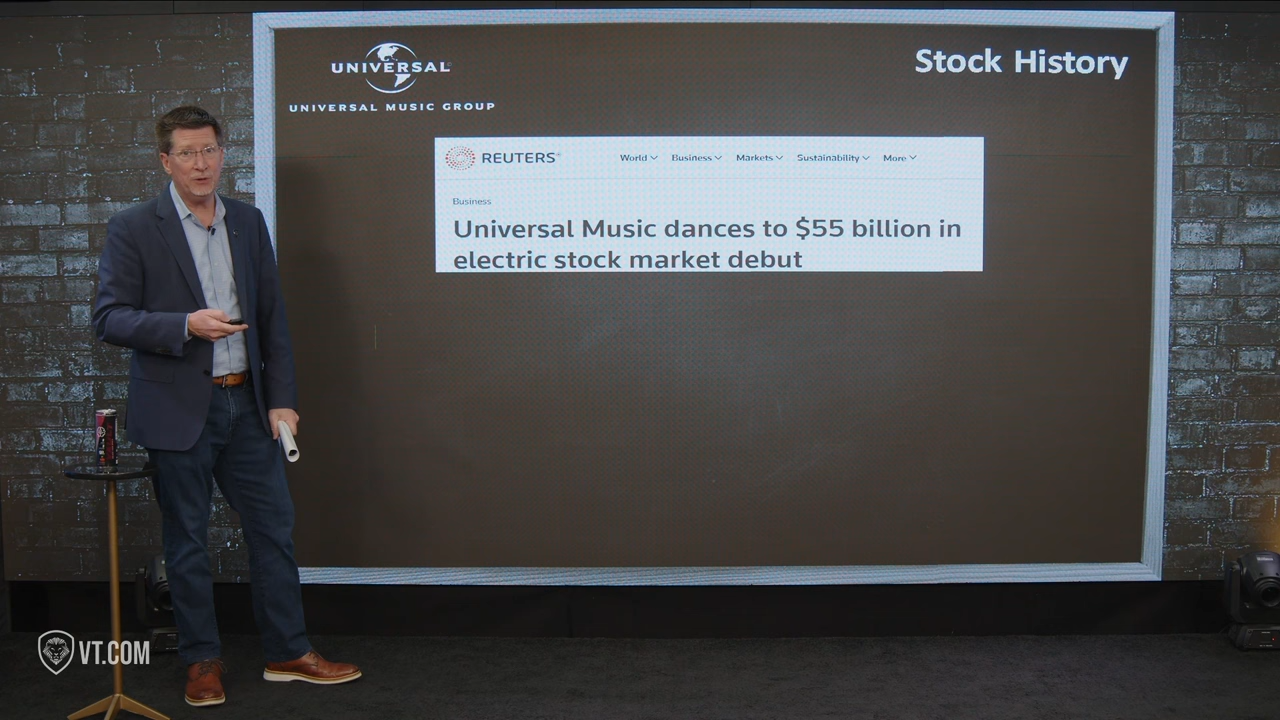 UNIVERSAL
UNIVERSAL MUSIC GROUP
Stock History
REUTERS
World Business Markets Sustainability More
Business
Universal Music dances to $55 billion in
electric stock market debut
VT.COM